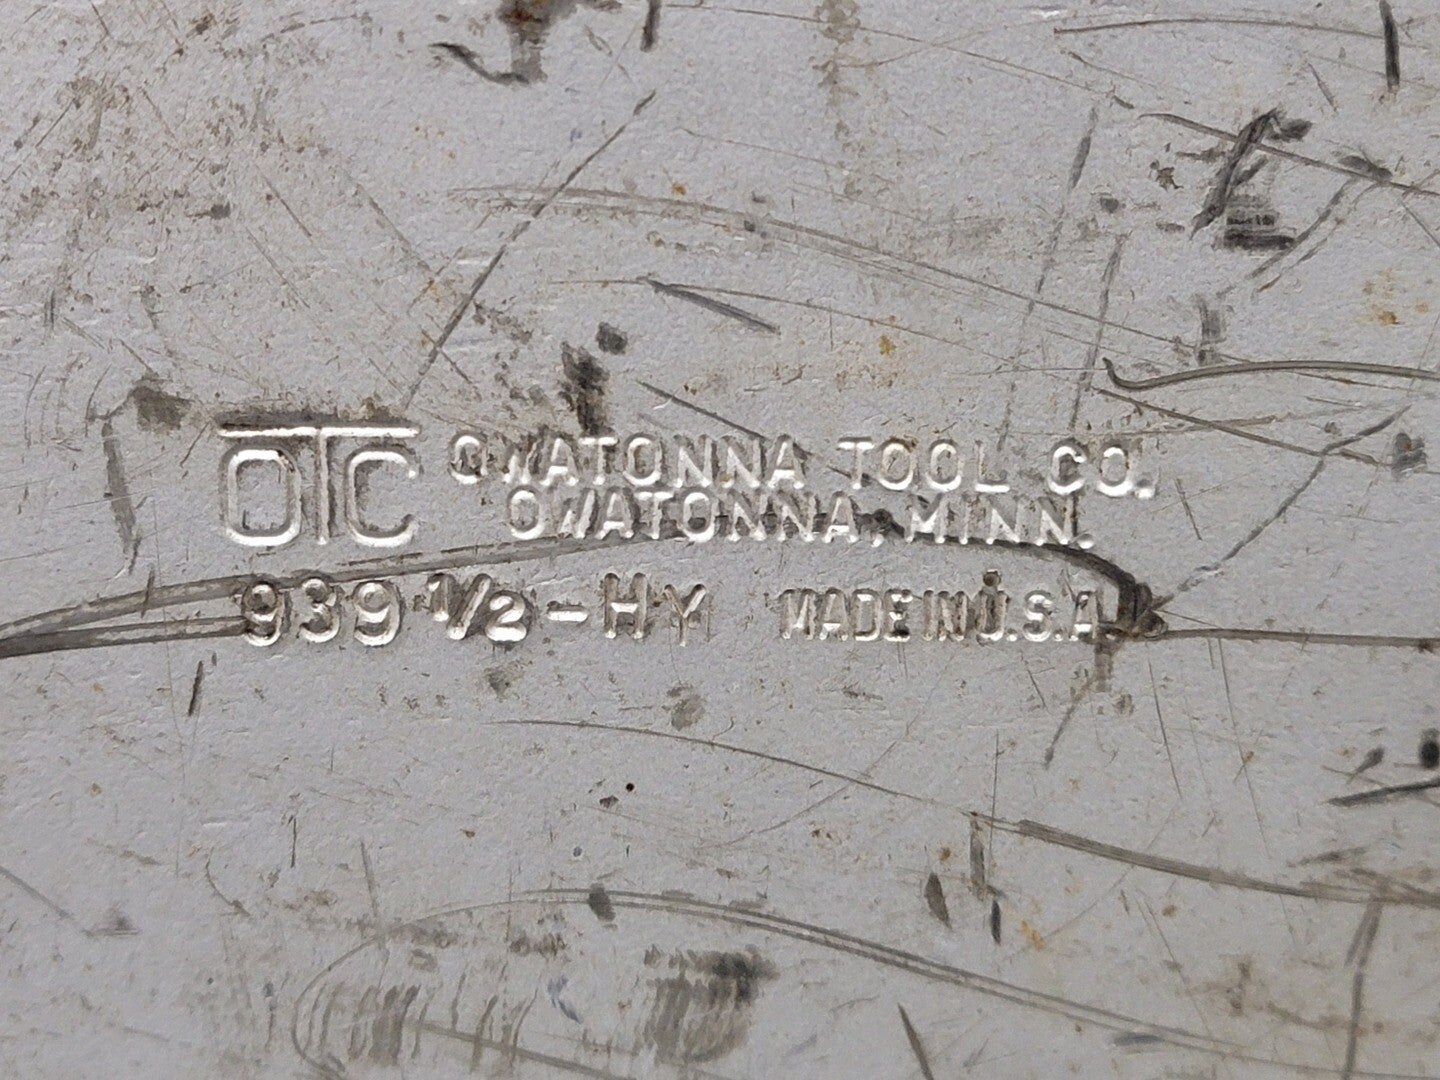 OTC OWATONNA TOOL CO.
OWATONNA, MINN.
939 1/2 - HY MADE IN U.S.A.